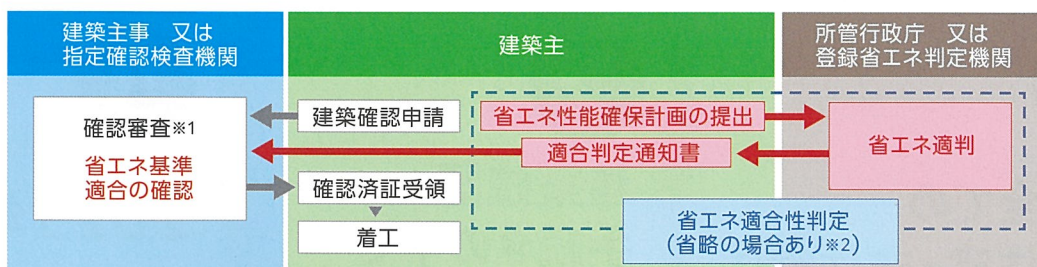 建築主事　又は
指定確認検査機関
建築主
所管行政庁　又は
登録省エネ判定機関
確認審査※1
省エネ基準
適合の確認
建築確認申請
省エネ性能確保計画の提出
適合判定通知書
省エネ適判
確認済証受領
着工
省エネ適合性判定
(省略の場合あり※2)